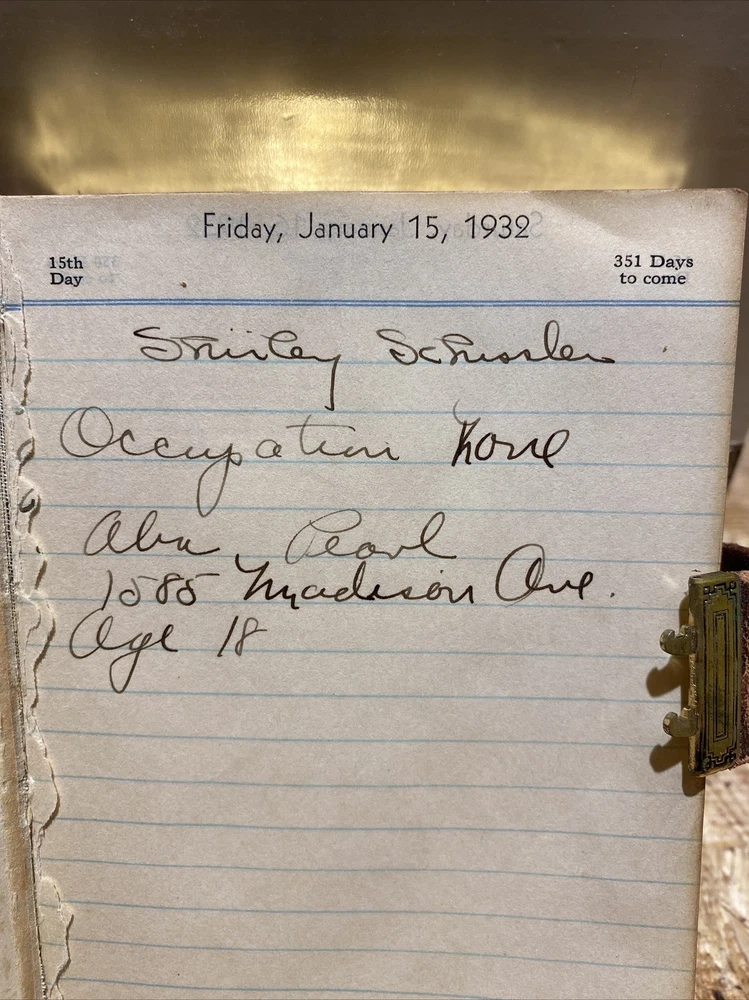 Friday, January 15, 1932
15th
Day
351 Days
to come
Shirley Schussler
Occupation None
Pearl
1585 Madison Ave.
Age 18